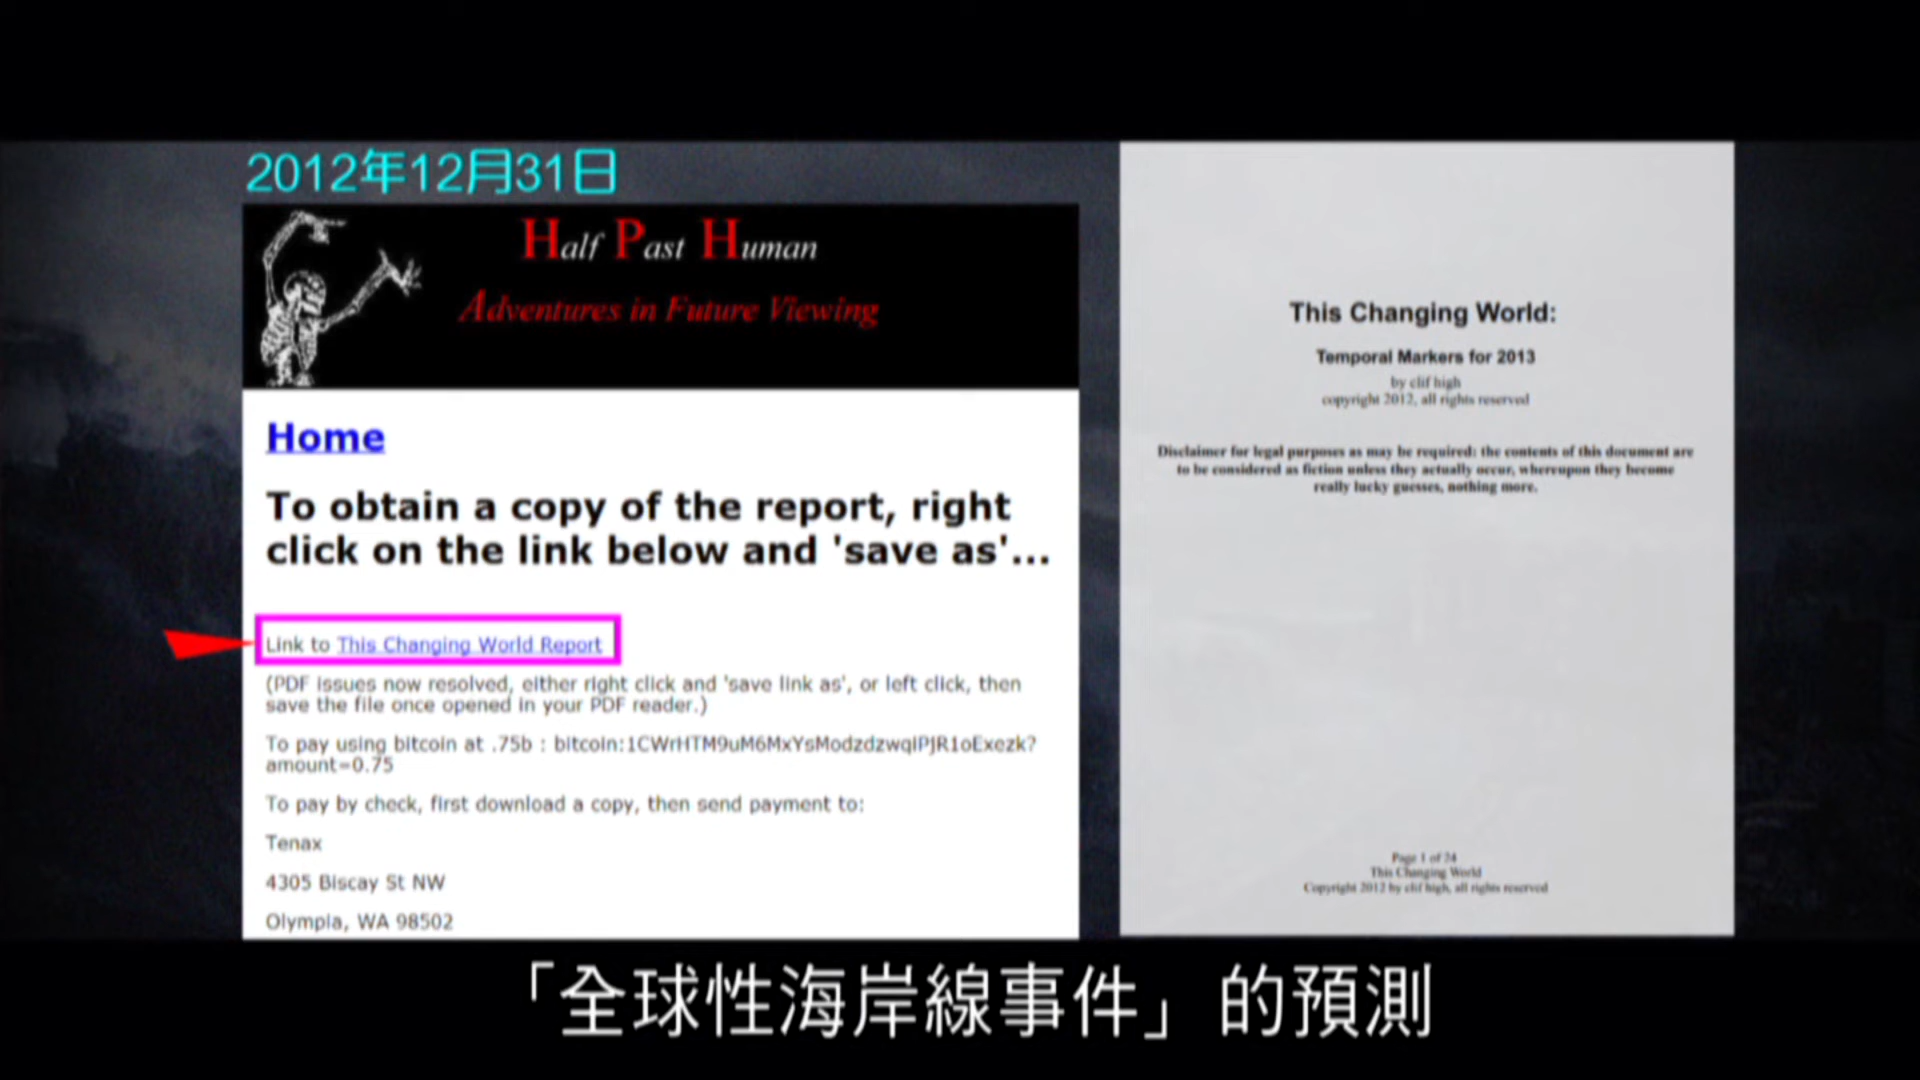 2012年12月31日
Half Past Human
Adventures in Future Viewing
Home
To obtain a copy of the report, right
click on the link below and 'save as'...
Link to This Changing World Report
(PDF issues now resolved, either right click and 'save link as', or left click, then
save the file once opened in your PDF reader.)
To pay using bitcoin at .75b : bitcoin:
amount=0.75
To pay by check, first download a copy, then send payment to:
Tenax
4305 Biscay St NW
Olympia, WA 98502
This Changing World:
Temporal Markers for 2013
by clif high
copyright 2012, all rights reserved
Disclaimer for legal purposes as may be required: the contents of this document are
to be considered as fiction unless they actually occur, whereupon they become
really lucky guesses, nothing more.
Page 1 of 24
This Changing World
Copyright 2012 by clif high, all rights reserved
「全球性海岸線事件」的預測